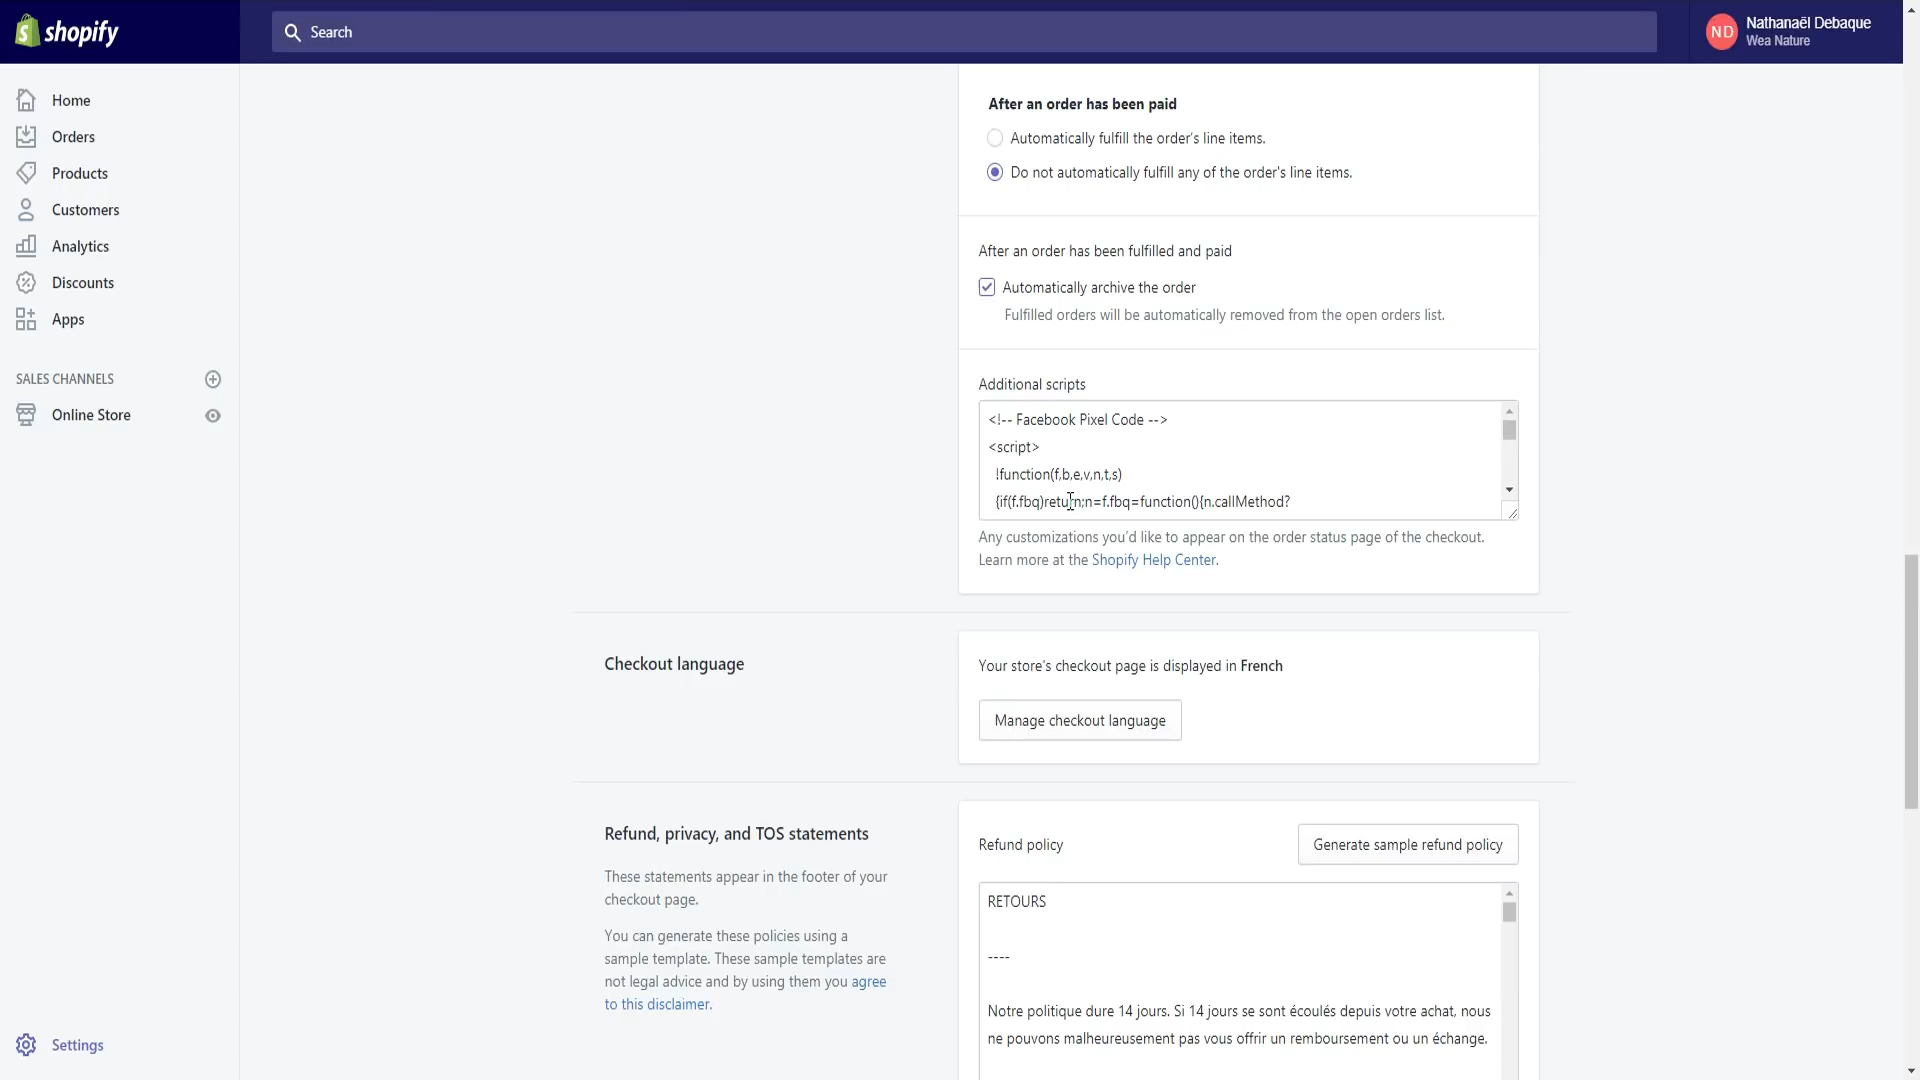 shopify
Search
ND
Nathanaël Debaque
Wea Nature
Home
Orders
Products
Customers
Analytics
Discounts
Apps
SALES CHANNELS
Online Store
Settings
After an order has been paid
Automatically fulfill the order's line items.
Do not automatically fulfill any of the order's line items.
After an order has been fulfilled and paid
Automatically archive the order
Fulfilled orders will be automatically removed from the open orders list.
Additional scripts
<!-- Facebook Pixel Code -->
<script>
!function(f,b,e,v,n,t,s)
{if(f.fbq)return;n=f.fbq=function(){n.callMethod?
Any customizations you'd like to appear on the order status page of the checkout.
Learn more at the Shopify Help Center.
Checkout language
Your store's checkout page is displayed in French
Manage checkout language
Refund, privacy, and TOS statements
These statements appear in the footer of your
checkout page.
You can generate these policies using a
sample template. These sample templates are
not legal advice and by using them you agree
to this disclaimer.
Refund policy
Generate sample refund policy
RETOURS
----
Notre politique dure 14 jours. Si 14 jours se sont écoulés depuis votre achat, nous
ne pouvons malheureusement pas vous offrir un remboursement ou un échange.